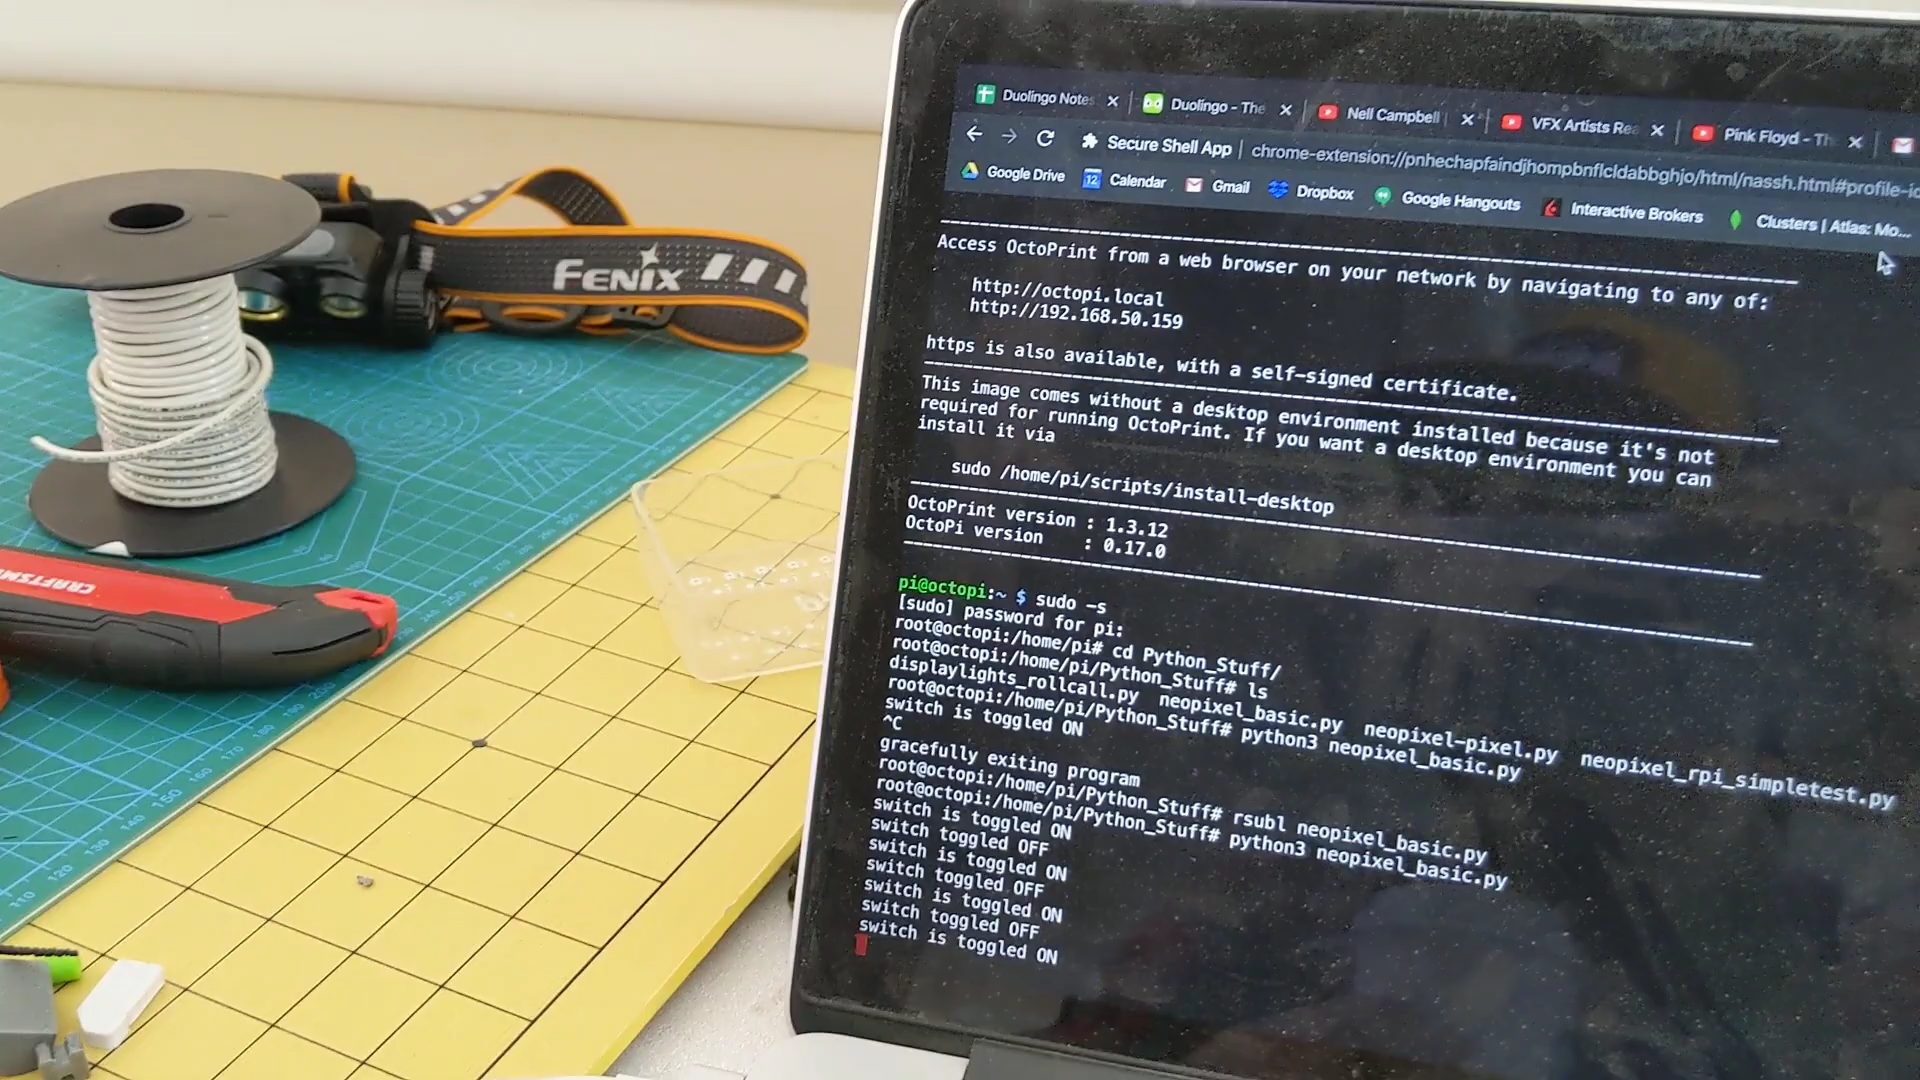 FENIX
CRAFTSM
Duolingo Notes
Duolingo - The
Nell Campbell
VFX Artists Rea
Pink Floyd - Th
Secure Shell App | chrome-extension://pnhechapfaindjhompbnflcldabbghjo/html/nassh.html#profile-id
Google Drive
12
Calendar
Gmail
Dropbox
Google Hangouts
Interactive Brokers
Clusters | Atlas: Mo...
Access OctoPrint from a web browser on your network by navigating to any of:
http://octopi.local
http://192.168.50.159
https is also available, with a self-signed certificate.
This image comes without a desktop environment installed because it's not
required for running OctoPrint. If you want a desktop environment you can
install it via
sudo /home/pi/scripts/install-desktop
OctoPrint version : 1.3.12
OctoPi version : 0.17.0
pi@octopi:~ $ sudo -s
[sudo] password for pi:
root@octopi:/home/pi# cd Python_Stuff/
root@octopi:/home/pi/Python_Stuff# ls
displaylights_rollcall.py neopixel_basic.py neopixel-pixel.py neopixel_rpi_simpletest.py
root@octopi:/home/pi/Python_Stuff# python3 neopixel_basic.py
switch is toggled ON
^C
gracefully exiting program
root@octopi:/home/pi/Python_Stuff# rsubl neopixel_basic.py
root@octopi:/home/pi/Python_Stuff# python3 neopixel_basic.py
switch is toggled ON
switch toggled OFF
switch is toggled ON
switch toggled OFF
switch is toggled ON
switch toggled OFF
switch is toggled ON